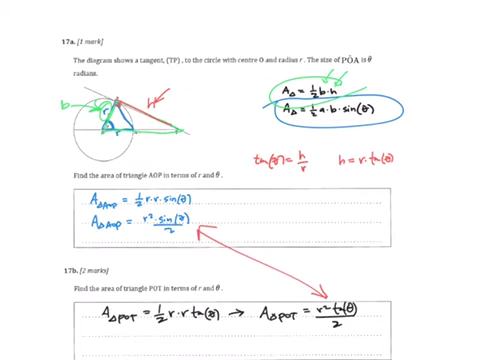 17a. [1 mark]
The diagram shows a tangent, (TP), to the circle with centre O and radius r. The size of PÔA is θ
radians.
b
h
r
r
A△ = 1/2 b·h
A△ = 1/2 a·b·sin(θ)
tan(θ) = h/r h = r·tan(θ)
Find the area of triangle AOP in terms of r and θ.
A△AOP = 1/2 r·r·sin(θ)
A△AOP = r²·sin(θ)/2
17b. [2 marks]
Find the area of triangle POT in terms of r and θ.
A△POT = 1/2 r·r tan(θ) → A△POT = r² tan(θ)/2